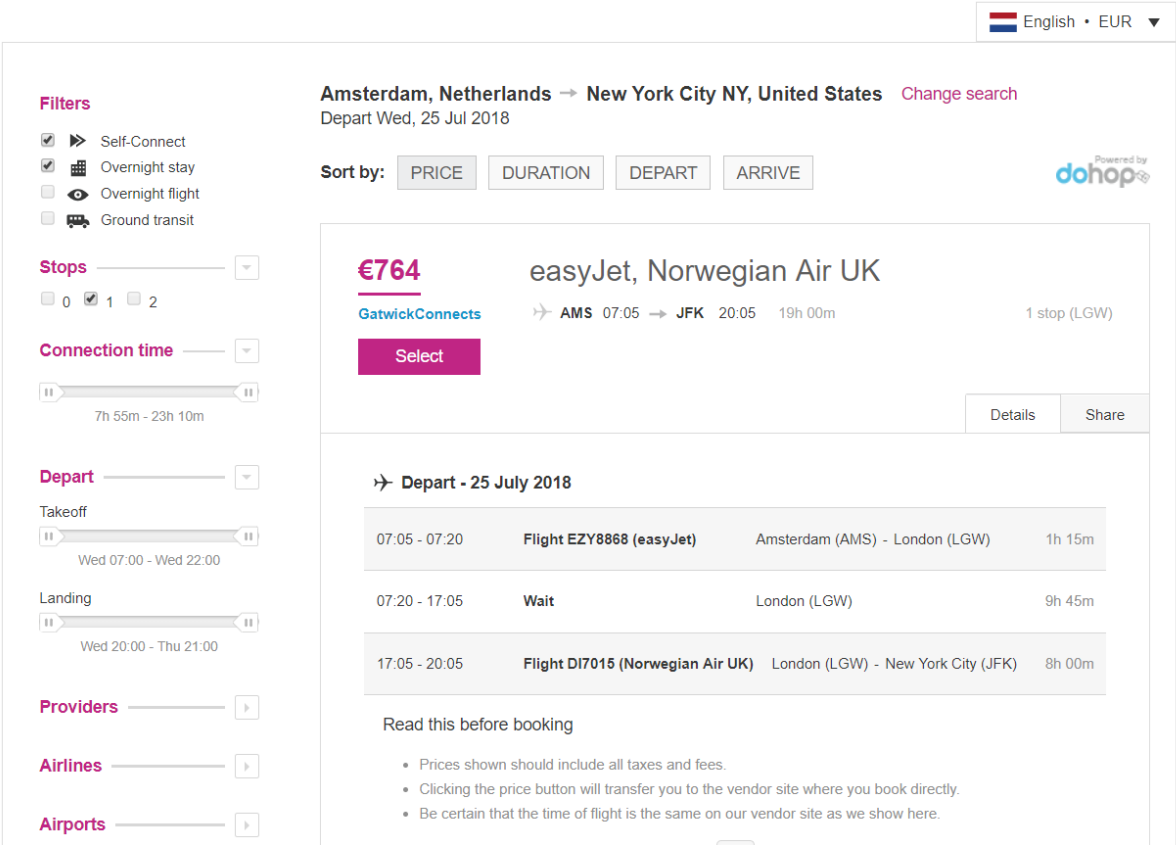 English • EUR ▼
Filters
Self-Connect
Overnight stay
Overnight flight
Ground transit
Stops
0 1 2
Connection time
7h 55m - 23h 10m
Depart
Takeoff
Wed 07:00 - Wed 22:00
Landing
Wed 20:00 - Thu 21:00
Providers
Airlines
Airports
Amsterdam, Netherlands → New York City NY, United States Change search
Depart Wed, 25 Jul 2018
Sort by: PRICE DURATION DEPART ARRIVE
Powered by
dohop
€764 easyJet, Norwegian Air UK
GatwickConnects AMS 07:05 → JFK 20:05 19h 00m 1 stop (LGW)
Select
Details Share
Depart - 25 July 2018
07:05 - 07:20 Flight EZY8868 (easyJet) Amsterdam (AMS) - London (LGW) 1h 15m
07:20 - 17:05 Wait London (LGW) 9h 45m
17:05 - 20:05 Flight DI7015 (Norwegian Air UK) London (LGW) - New York City (JFK) 8h 00m
Read this before booking
• Prices shown should include all taxes and fees.
• Clicking the price button will transfer you to the vendor site where you book directly.
• Be certain that the time of flight is the same on our vendor site as we show here.